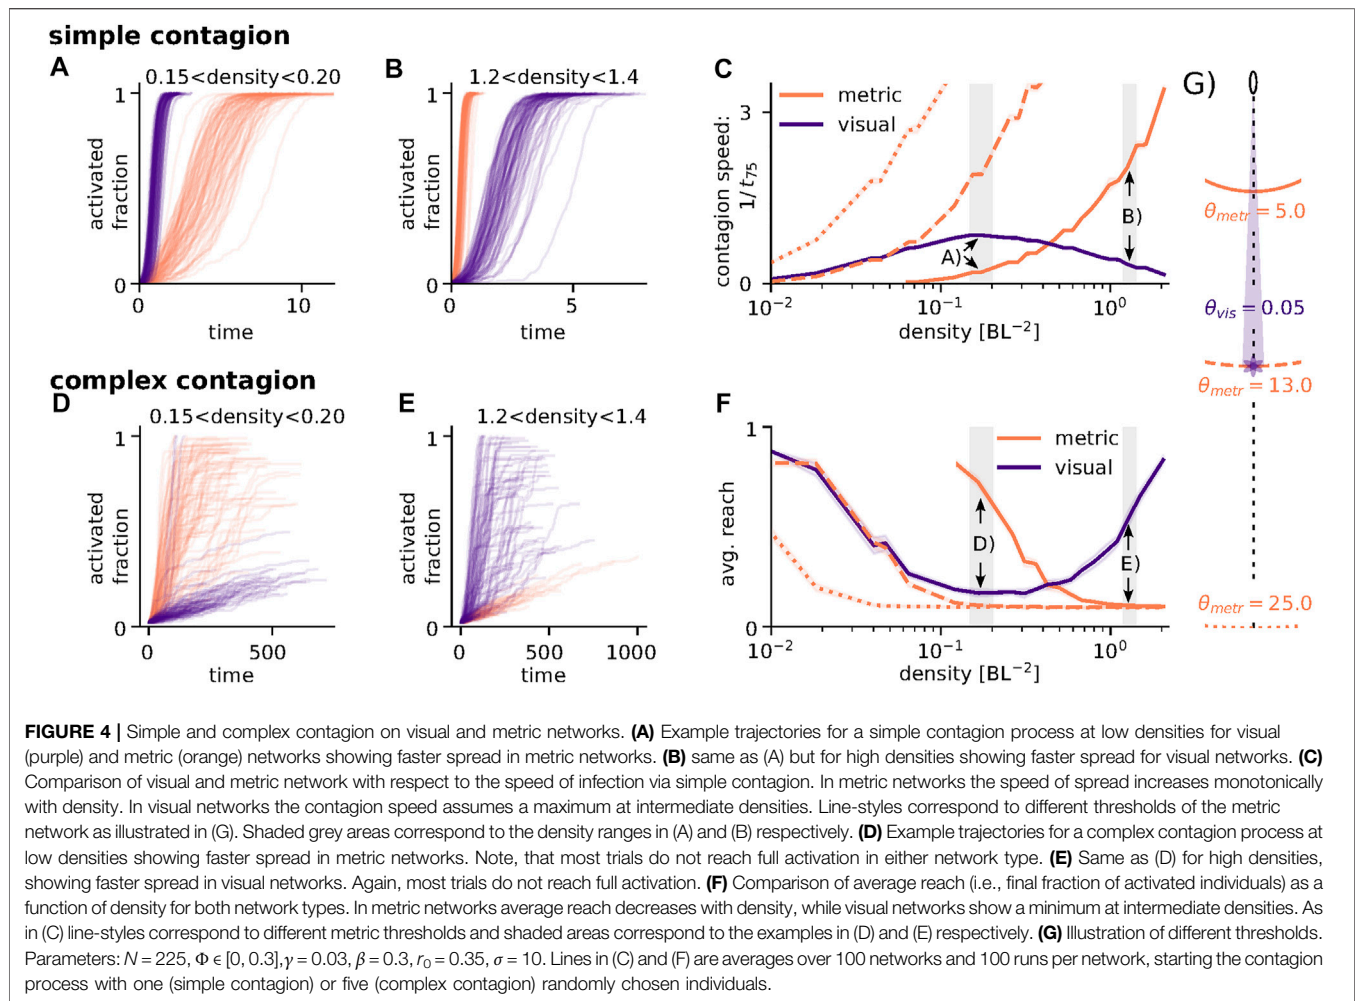 simple contagion
A
0.15<density<0.20
1
0
activated
fraction
0
10
time
B
1.2<density<1.4
1
0
activated
fraction
0
5
time
C
metric
visual
3
0
contagion speed:
1/t75
A)
B)
10⁻²
10⁻¹
10⁰
density [BL⁻²]
G)
θmetr = 5.0
θvis = 0.05
θmetr = 13.0
θmetr = 25.0
complex contagion
D
0.15<density<0.20
1
0
activated
fraction
0
500
time
E
1.2<density<1.4
1
0
activated
fraction
0
500
1000
time
F
metric
visual
1
0
avg. reach
D)
E)
10⁻²
10⁻¹
10⁰
density [BL⁻²]
FIGURE 4 | Simple and complex contagion on visual and metric networks. (A) Example trajectories for a simple contagion process at low densities for visual
(purple) and metric (orange) networks showing faster spread in metric networks. (B) same as (A) but for high densities showing faster spread for visual networks. (C)
Comparison of visual and metric network with respect to the speed of infection via simple contagion. In metric networks the speed of spread increases monotonically
with density. In visual networks the contagion speed assumes a maximum at intermediate densities. Line-styles correspond to different thresholds of the metric
network as illustrated in (G). Shaded grey areas correspond to the density ranges in (A) and (B) respectively. (D) Example trajectories for a complex contagion process at
low densities showing faster spread in metric networks. Note, that most trials do not reach full activation in either network type. (E) Same as (D) for high densities,
showing faster spread in visual networks. Again, most trials do not reach full activation. (F) Comparison of average reach (i.e., final fraction of activated individuals) as a
function of density for both network types. In metric networks average reach decreases with density, while visual networks show a minimum at intermediate densities. As
in (C) line-styles correspond to different metric thresholds and shaded areas correspond to the examples in (D) and (E) respectively. (G) Illustration of different thresholds.
Parameters: N = 225, Φ ∈ [0, 0.3],γ = 0.03, β = 0.3, r₀ = 0.35, σ = 10. Lines in (C) and (F) are averages over 100 networks and 100 runs per network, starting the contagion
process with one (simple contagion) or five (complex contagion) randomly chosen individuals.